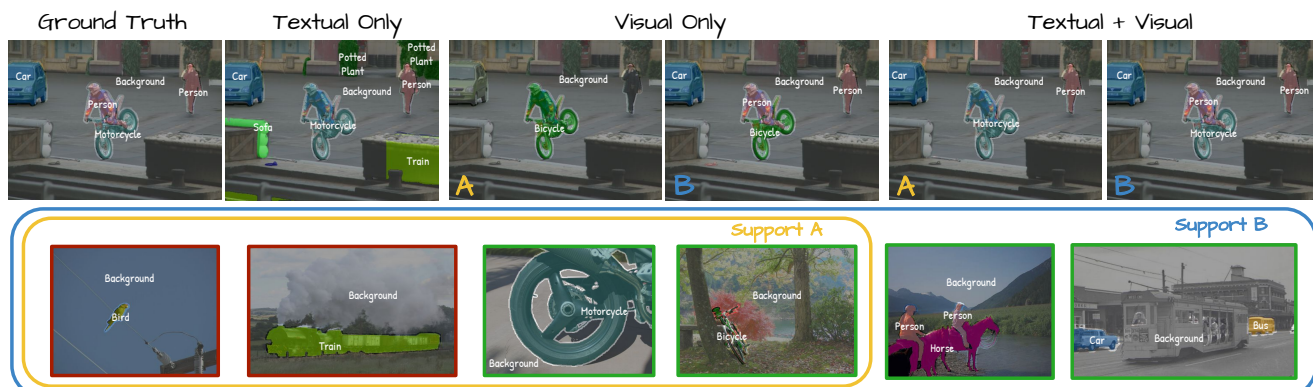 Ground Truth
Textual Only
Visual Only
Textual + Visual
Car
Background
Person
Person
Motorcycle
Car
Potted
Plant
Potted
Plant
Background
Person
Motorcycle
Sofa
Train
Background
Bicycle
A
Background
Person
Person
Car
Bicycle
B
Car
Background
Person
Motorcycle
A
Car
Background
Person
Person
Motorcycle
B
Support A
Support B
Background
Bird
Background
Train
Motorcycle
Background
Background
Bicycle
Background
Person
Person
Horse
Car
Background
Bus